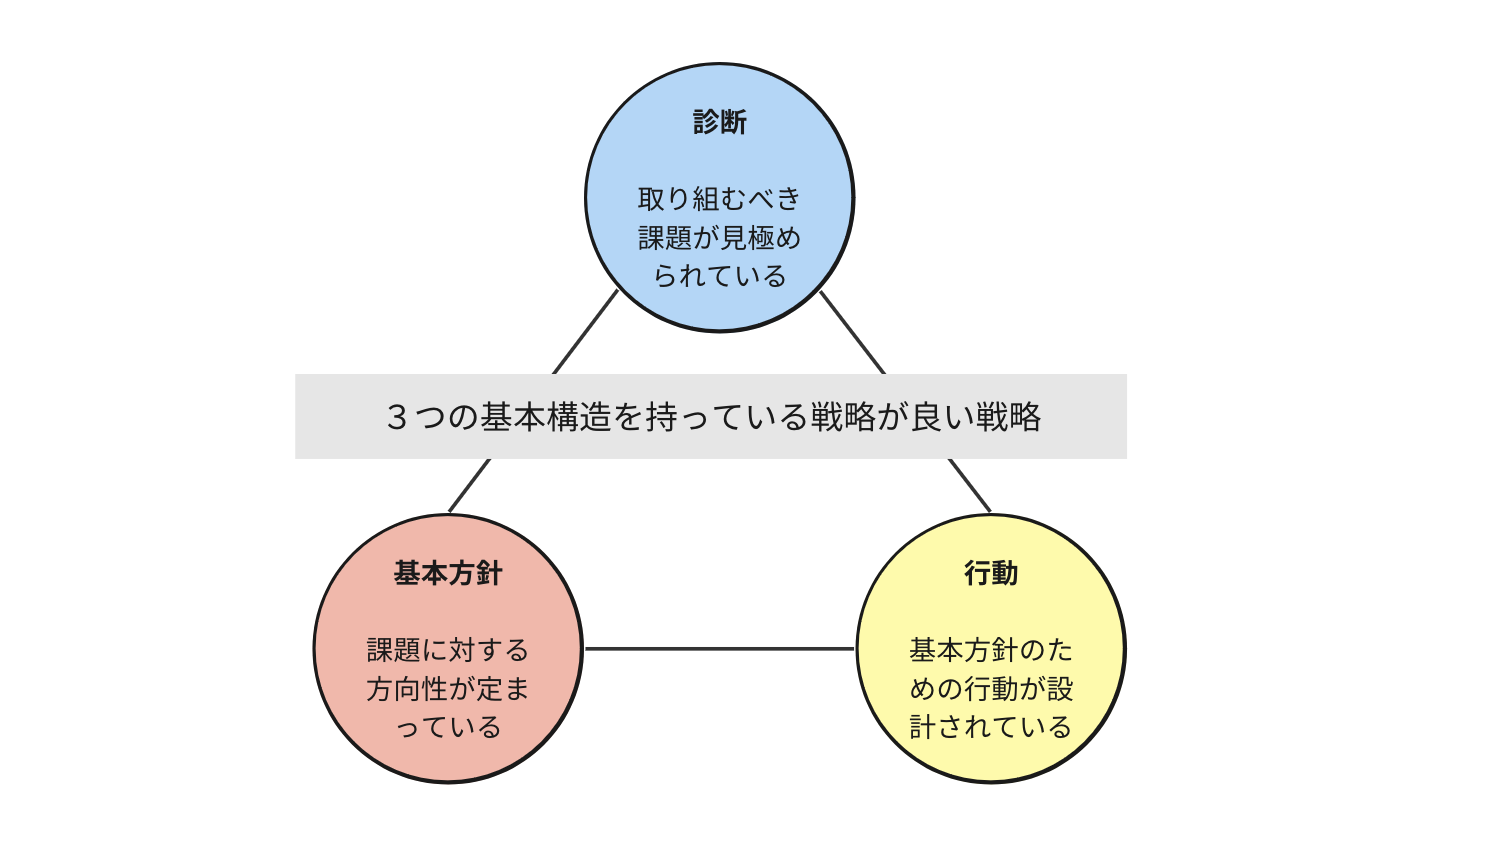 診断
取り組むべき
課題が見極め
られている
３つの基本構造を持っている戦略が良い戦略
基本方針
課題に対する
方向性が定ま
っている
行動
基本方針のた
めの行動が設
計されている